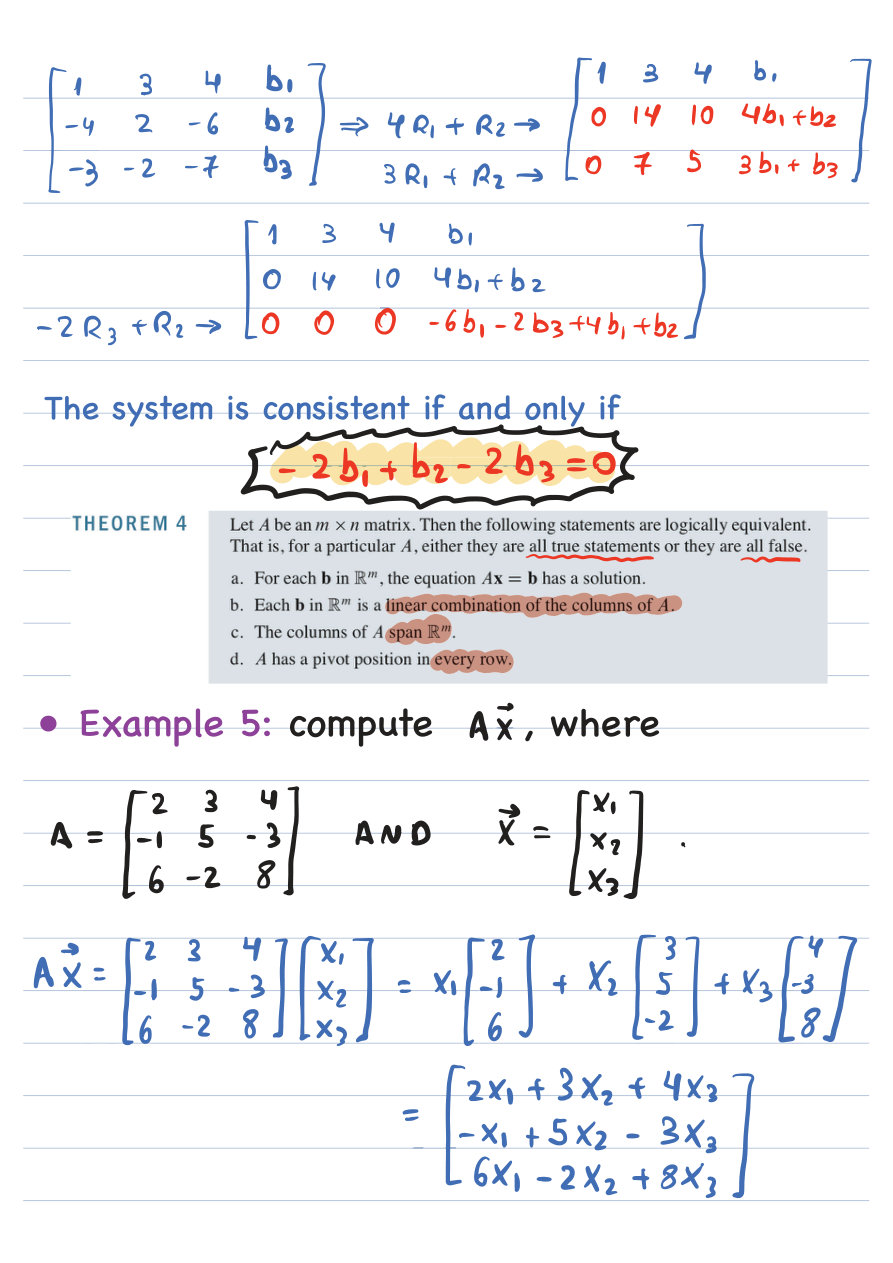 [1 3 4 b₁] ⇒ [1 3 4 b₁]
[-4 2 -6 b₂] 4R₁ + R₂ → [0 14 10 4b₁+b₂]
[-3 -2 -7 b₃] 3R₁ + R₂ → [0 7 5 3b₁+b₃]
[1 3 4 b₁]
[0 14 10 4b₁+b₂]
-2R₃ + R₂ → [0 0 0 -6b₁-2b₃+4b₁+b₂]
The system is consistent if and only if
-2b₁ + b₂ - 2b₃ = 0
THEOREM 4
Let A be an m × n matrix. Then the following statements are logically equivalent.
That is, for a particular A, either they are all true statements or they are all false.
a. For each b in ℝᵐ, the equation Ax = b has a solution.
b. Each b in ℝᵐ is a linear combination of the columns of A.
c. The columns of A span ℝᵐ.
d. A has a pivot position in every row.
• Example 5: compute Ax⃗, where
A = [2 3 4; -1 5 -3; 6 -2 8] AND x⃗ = [x₁; x₂; x₃].
Ax⃗ = [2 3 4; -1 5 -3; 6 -2 8][x₁; x₂; x₃] = x₁[2; -1; 6] + x₂[3; 5; -2] + x₃[4; -3; 8]
= [2x₁ + 3x₂ + 4x₃
-x₁ + 5x₂ - 3x₃
6x₁ - 2x₂ + 8x₃]